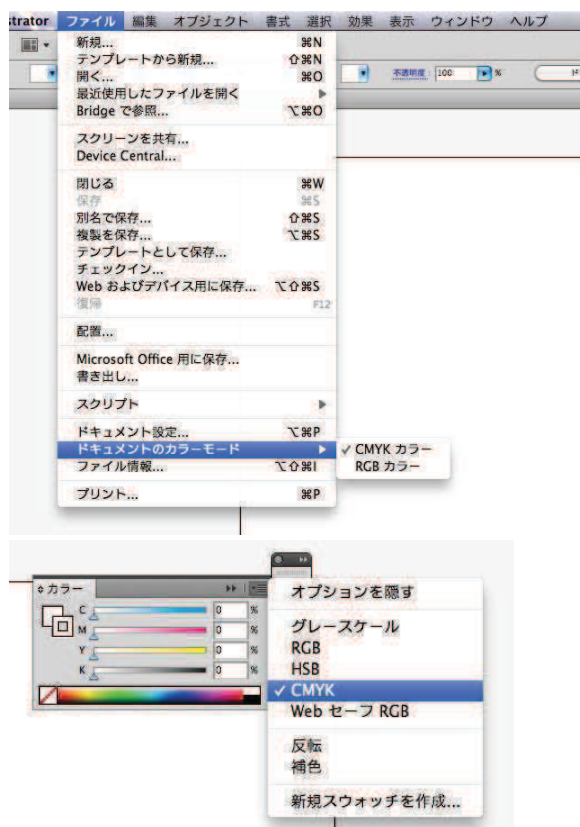 strator ファイル 編集 オブジェクト 書式 選択 効果 表示 ウィンドウ ヘルプ
不透明度: 100 %
新規... ⌘N
テンプレートから新規... ⇧⌘N
開く... ⌘O
最近使用したファイルを開く
Bridge で参照... ⌥⌘O
スクリーンを共有...
Device Central...
閉じる ⌘W
保存 ⌘S
別名で保存... ⇧⌘S
複製を保存... ⌥⌘S
テンプレートとして保存...
チェックイン...
Web およびデバイス用に保存... ⌥⇧⌘S
復帰 F12
配置...
Microsoft Office 用に保存...
書き出し...
スクリプト
ドキュメント設定... ⌥⌘P
ドキュメントのカラーモード
✓ CMYK カラー
RGB カラー
ファイル情報... ⌥⇧⌘I
プリント... ⌘P
カラー
C 0 %
M 0 %
Y 0 %
K 0 %
オプションを隠す
グレースケール
RGB
HSB
✓ CMYK
Web セーフ RGB
反転
補色
新規スウォッチを作成...